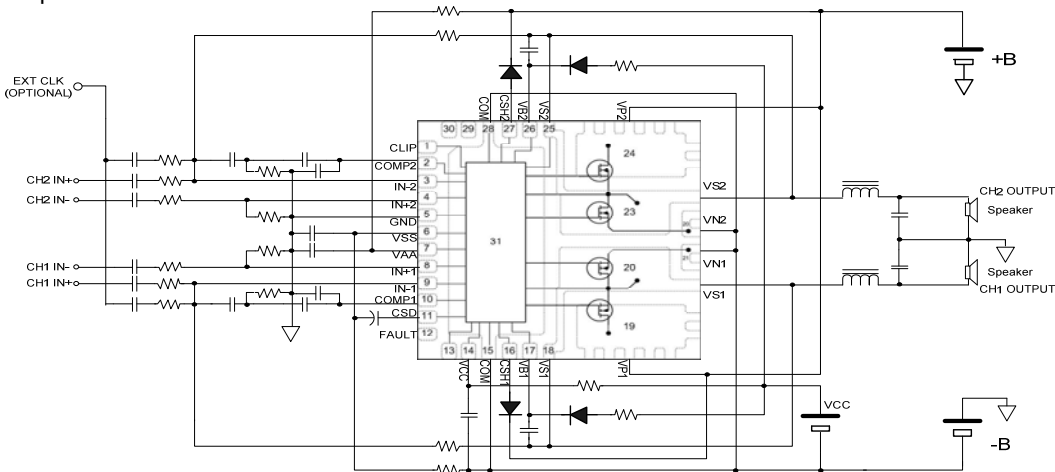 +B
EXT CLK
(OPTIONAL)
COM
CSH2
VB2
VS2
VP2
30 29 28 27 26 25
CLIP
1
COMP2
2
24
CH2 IN+
IN-2
3
VS2
CH2 OUTPUT
CH2 IN-
IN+2
4
Speaker
GND
5
23
VN2
VSS
6
31
VAA
7
VN1
CH1 IN-
IN+1
8
20
Speaker
CH1 IN+
IN-1
9
VS1
CH1 OUTPUT
COMP1
10
CSD
11
19
FAULT
12
13 14 15 16 17 18
VCC
COM
CSH1
VB1
VS1
VP1
VCC
-B